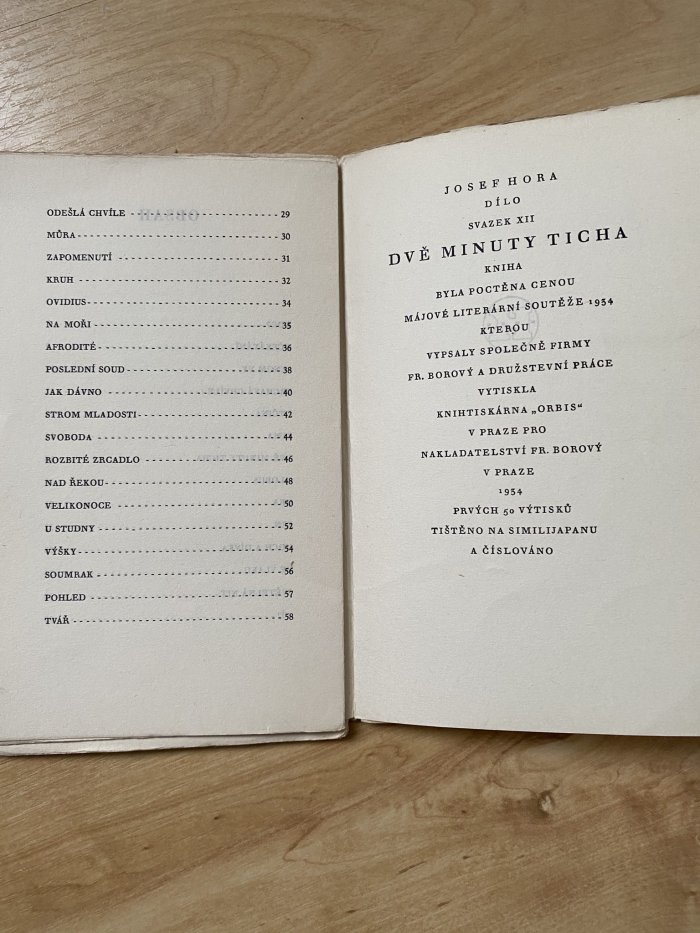 ODEŠLÁ CHVÍLE - - - - - - - - - - - - - - - - - - - - - 29
MŮRA - - - - - - - - - - - - - - - - - - - - - - - - - - - - 30
ZAPOMENUTÍ - - - - - - - - - - - - - - - - - - - - - - - 31
KRUH - - - - - - - - - - - - - - - - - - - - - - - - - - - - 32
OVIDIUS - - - - - - - - - - - - - - - - - - - - - - - - - - 34
NA MOŘI - - - - - - - - - - - - - - - - - - - - - - - - - - 35
AFRODITÉ - - - - - - - - - - - - - - - - - - - - - - - - - 36
POSLEDNÍ SOUD - - - - - - - - - - - - - - - - - - - - - 38
JAK DÁVNO - - - - - - - - - - - - - - - - - - - - - - - - 40
STROM MLADOSTI - - - - - - - - - - - - - - - - - - - - 42
SVOBODA - - - - - - - - - - - - - - - - - - - - - - - - - - 44
ROZBITÉ ZRCADLO - - - - - - - - - - - - - - - - - - - 46
NAD ŘEKOU - - - - - - - - - - - - - - - - - - - - - - - - 48
VELIKONOCE - - - - - - - - - - - - - - - - - - - - - - - 50
U STUDNY - - - - - - - - - - - - - - - - - - - - - - - - - 52
VÝŠKY - - - - - - - - - - - - - - - - - - - - - - - - - - - 54
SOUMRAK - - - - - - - - - - - - - - - - - - - - - - - - - 56
POHLED - - - - - - - - - - - - - - - - - - - - - - - - - - 57
TVÁŘ - - - - - - - - - - - - - - - - - - - - - - - - - - - - 58
JOSEF HORA
DÍLO
SVAZEK XII
DVĚ MINUTY TICHA
KNIHA
BYLA POCTĚNA CENOU
MÁJOVÉ LITERÁRNÍ SOUTĚŽE 1934
KTEROU
VYPSALY SPOLEČNĚ FIRMY
FR. BOROVÝ A DRUŽSTEVNÍ PRÁCE
VYTISKLA
KNIHTISKÁRNA „ORBIS“
V PRAZE PRO
NAKLADATELSTVÍ FR. BOROVÝ
V PRAZE
1934
PRVÝCH 50 VÝTISKŮ
TIŠTĚNO NA SIMILIJAPANU
A ČÍSLOVÁNO